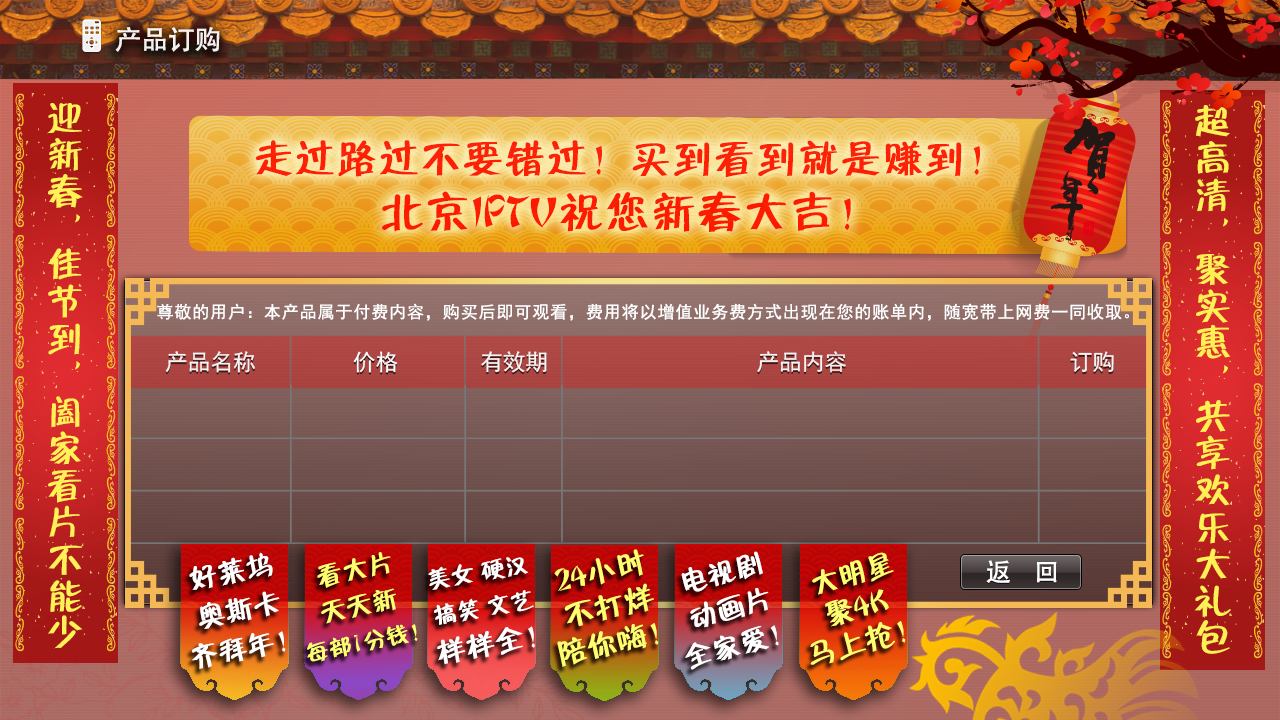 产品订购
迎新春，佳节到，阖家看片不能少
走过路过不要错过！买到看到就是赚到！
北京IPTV祝您新春大吉！
贺年
超高清，聚实惠，共享欢乐大礼包
尊敬的用户：本产品属于付费内容，购买后即可观看，费用将以增值业务费方式出现在您的账单内，随宽带上网费一同收取。
产品名称 价格 有效期 产品内容 订购
好莱坞
奥斯卡
齐拜年！
看大片
天天新
每部1分钱！
美女 硬汉
搞笑 文艺
样样全！
24小时
不打烊
陪你嗨！
电视剧
动画片
全家爱！
大明星
聚4K
马上抢！
返 回